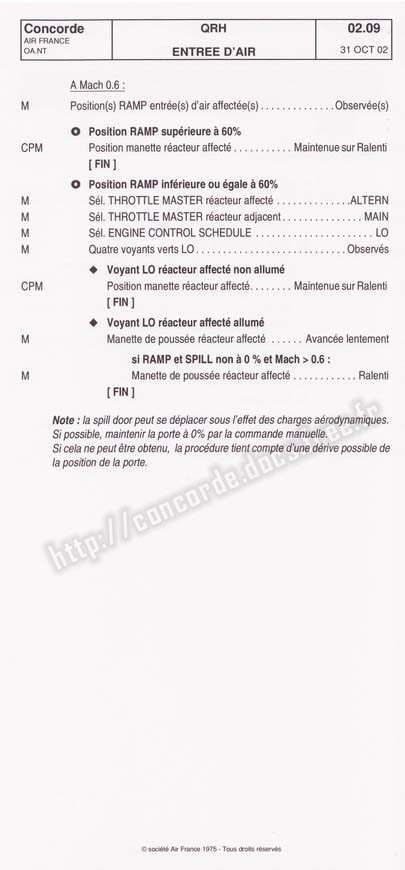 Concorde QRH 02.09
AIR FRANCE
OA.NT ENTREE D'AIR 31 OCT 02
A Mach 0.6 :
M Position(s) RAMP entrée(s) d'air affectée(s) . . . . . . . . . . . . . . Observée(s)
Position RAMP supérieure à 60%
CPM Position manette réacteur affecté . . . . . . . . . . . Maintenue sur Ralenti
[ FIN ]
Position RAMP inférieure ou égale à 60%
M Sél. THROTTLE MASTER réacteur affecté . . . . . . . . . . . . . . ALTERN
M Sél. THROTTLE MASTER réacteur adjacent . . . . . . . . . . . . . . . MAIN
M Sél. ENGINE CONTROL SCHEDULE . . . . . . . . . . . . . . . . . . . . . LO
M Quatre voyants verts LO . . . . . . . . . . . . . . . . . . . . . . . . . . . . Observés
◆ Voyant LO réacteur affecté non allumé
CPM Position manette réacteur affecté. . . . . . . . Maintenue sur Ralenti
[ FIN ]
◆ Voyant LO réacteur affecté allumé
M Manette de poussée réacteur affecté . . . . . . Avancée lentement
si RAMP et SPILL non à 0 % et Mach > 0.6 :
M Manette de poussée réacteur affecté . . . . . . . . . . . . Ralenti
[ FIN ]
Note : la spill door peut se déplacer sous l'effet des charges aérodynamiques.
Si possible, maintenir la porte à 0% par la commande manuelle.
Si cela ne peut être obtenu, la procédure tient compte d'une dérive possible de
la position de la porte.
http://concorde.docsimee.fr
© société Air France 1975 - Tous droits réservés